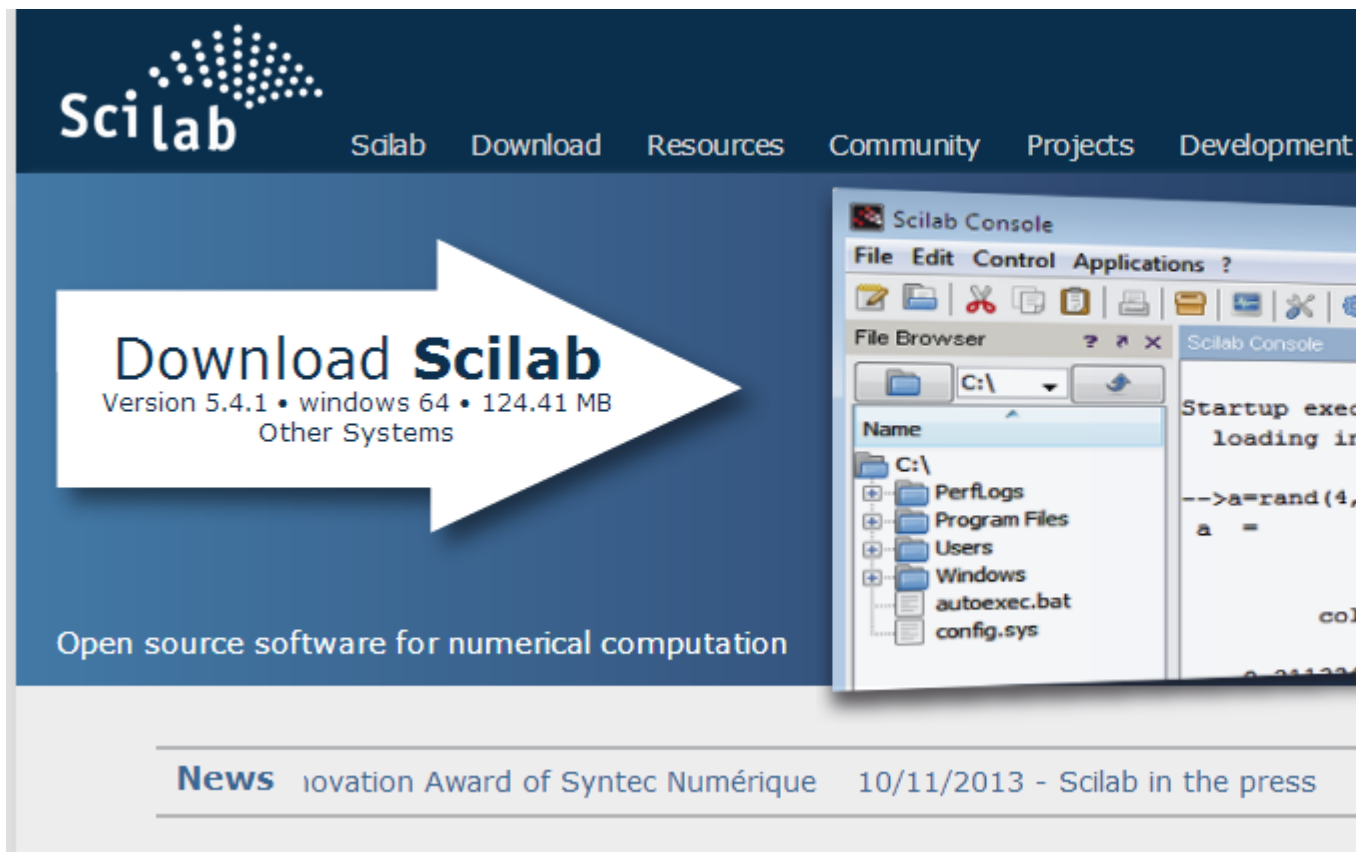 Scilab
Scilab Download Resources Community Projects Development
Download Scilab
Version 5.4.1 • windows 64 • 124.41 MB
Other Systems
Open source software for numerical computation
Scilab Console
File Edit Control Applications ?
File Browser
C:\
Name
C:\
PerfLogs
Program Files
Users
Windows
autoexec.bat
config.sys
Scilab Console
Startup exec
loading in
-->a=rand(4,
a =
col
News novation Award of Syntec Numérique 10/11/2013 - Scilab in the press